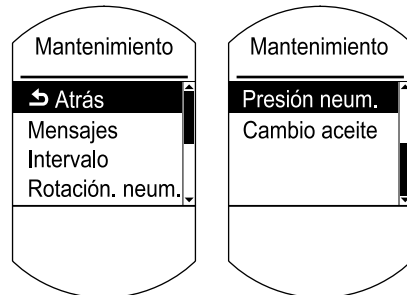 Mantenimiento
Atrás
Mensajes
Intervalo
Rotación. neum.
Mantenimiento
Presión neum.
Cambio aceite